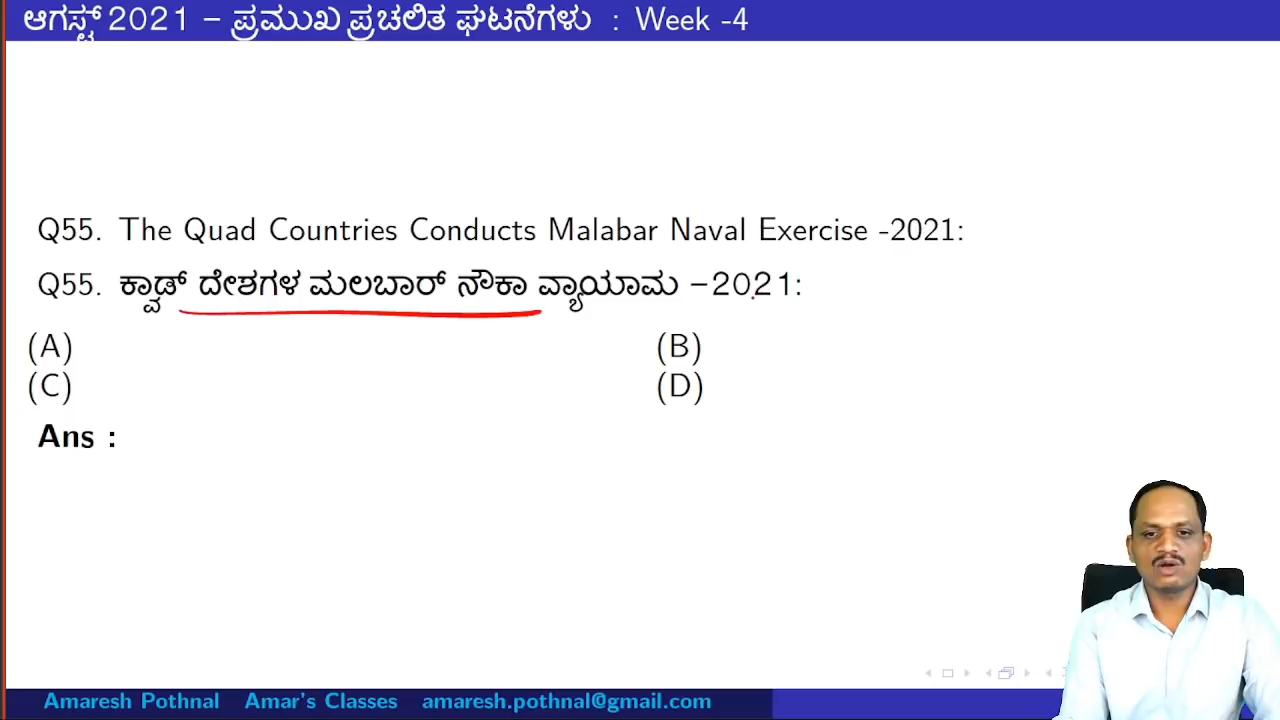 ಆಗಸ್ಟ್ 2021 – ಪ್ರಮುಖ ಪ್ರಚಲಿತ ಘಟನೆಗಳು : Week -4
Q55. The Quad Countries Conducts Malabar Naval Exercise -2021:
Q55. ಕ್ವಾಡ್ ದೇಶಗಳ ಮಲಬಾರ್ ನೌಕಾ ವ್ಯಾಯಾಮ –2021:
(A) (B)
(C) (D)
Ans :
Amaresh Pothnal Amar's Classes amaresh.pothnal@gmail.com